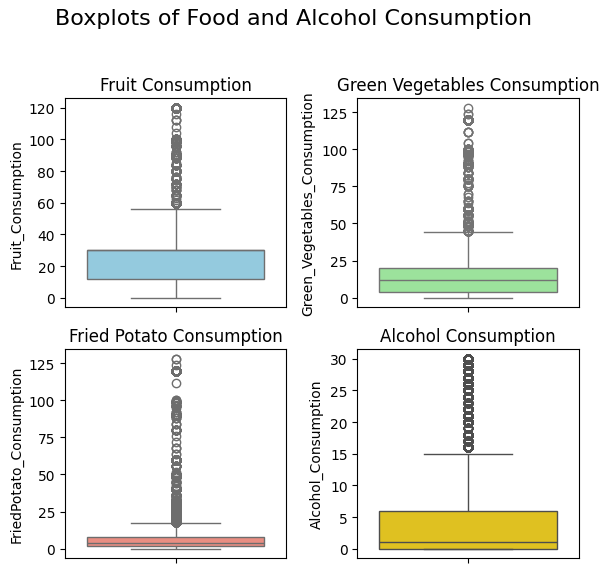 Boxplots of Food and Alcohol Consumption
Fruit Consumption
Fruit_Consumption
120
100
80
60
40
20
0
Green Vegetables Consumption
Green_Vegetables_Consumption
125
100
75
50
25
0
Fried Potato Consumption
FriedPotato_Consumption
125
100
75
50
25
0
Alcohol Consumption
Alcohol_Consumption
30
25
20
15
10
5
0